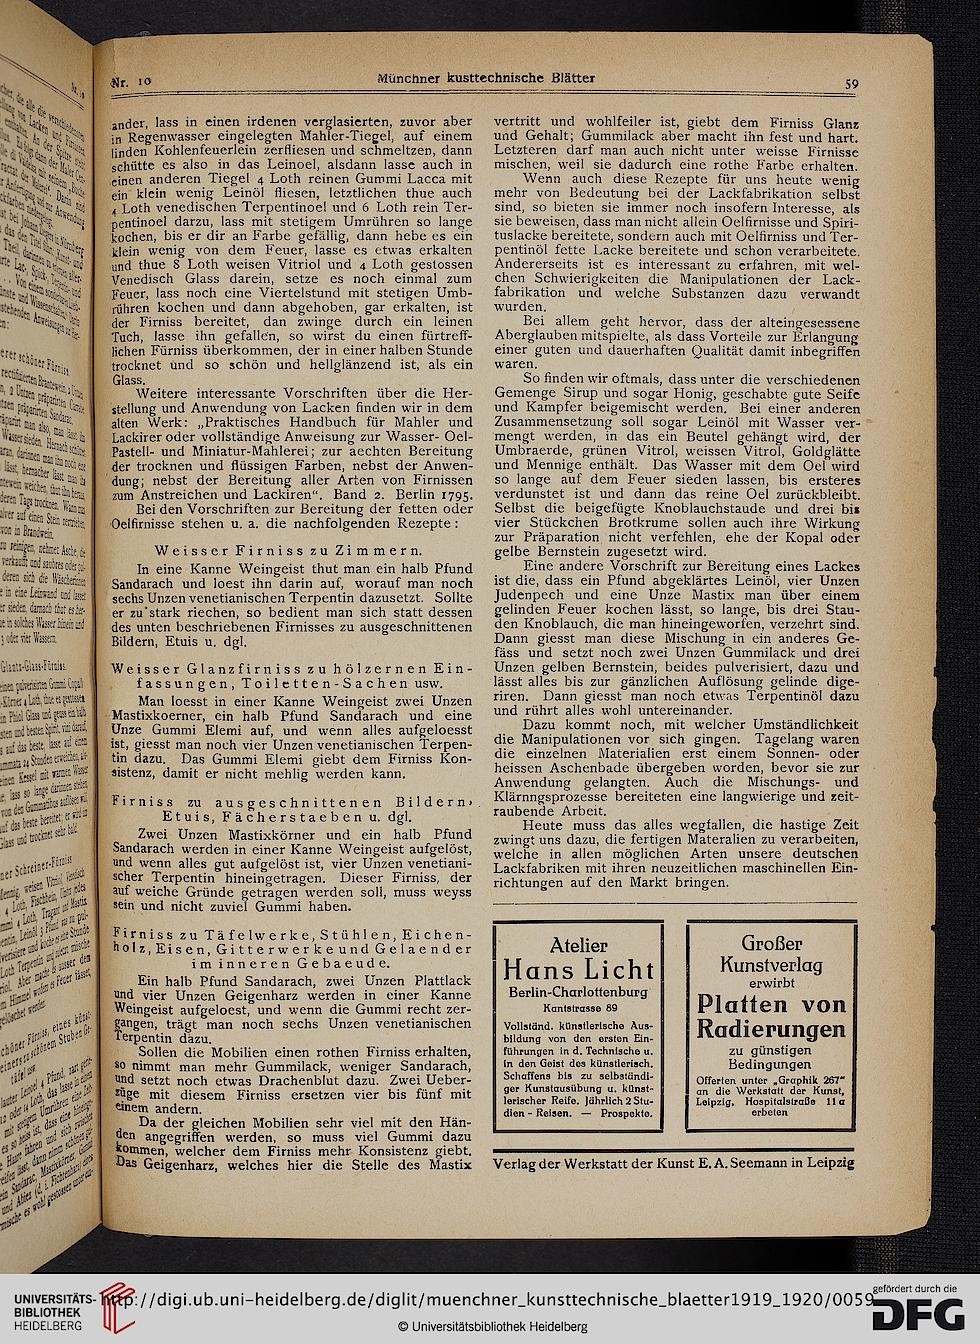 Nr. 10
Münchner kusttechnische Blätter
59
ander, lass in einen irdenen verglasierten, zuvor aber
in Regenwasser eingelegten Mahler-Tiegel, auf einem
linden Kohlenfeuerlein zerfliesen und schmeltzen, dann
schütte es also in das Leinoel, alsdann lasse auch in
einen anderen Tiegel 4 Loth reinen Gummi Lacca mit
ein klein wenig Leinöl fliesen, letztlichen thue auch
4 Loth venedischen Terpentinoel und 6 Loth rein Ter-
pentinoel darzu, lass mit stetigem Umrühren so lange
kochen, bis er dir an Farbe gefällig, dann hebe es ein
klein wenig von dem Feuer, lasse es etwas erkalten
und thue 8 Loth weisen Vitriol und 4 Loth gestossen
Venedisch Glass darein, setze es noch einmal zum
Feuer, lass noch eine Viertelstund mit stetigen Umb-
rühren kochen und dann abgehoben, gar erkalten, ist
der Firniss bereitet, dan zwinge durch ein leinen
Tuch, lasse ihn gefallen, so wirst du einen fürtreff-
lichen Fürniss überkommen, der in einer halben Stunde
trocknet und so schön und hellglänzend ist, als ein
Glass.
Weitere interessante Vorschriften über die Her-
stellung und Anwendung von Lacken finden wir in dem
alten Werk: „Praktisches Handbuch für Mahler und
Lackirer oder vollständige Anweisung zur Wasser- Oel-
Pastell- und Miniatur-Mahlerei; zur aechten Bereitung
der trocknen und flüssigen Farben, nebst der Anwen-
dung; nebst der Bereitung aller Arten von Firnissen
zum Anstreichen und Lackiren“. Band 2. Berlin 1795.
Bei den Vorschriften zur Bereitung der fetten oder
Oelfirnisse stehen u. a. die nachfolgenden Rezepte:
Weisser Firniss zu Zimmern.
In eine Kanne Weingeist thut man ein halb Pfund
Sandarach und loest ihn darin auf, worauf man noch
sechs Unzen venetianischen Terpentin dazusetzt. Sollte
er zu stark riechen, so bedient man sich statt dessen
des unten beschriebenen Firnisses zu ausgeschnittenen
Bildern, Etuis u. dgl.
Weisser Glanzfirniss zu hölzernen Ein-
fassungen, Toiletten-Sachen usw.
Man loesst in einer Kanne Weingeist zwei Unzen
Mastixkoerner, ein halb Pfund Sandarach und eine
Unze Gummi Elemi auf, und wenn alles aufgeloesst
ist, giesst man noch vier Unzen venetianischen Terpen-
tin dazu. Das Gummi Elemi giebt dem Firniss Kon-
sistenz, damit er nicht mehlig werden kann.
Firniss zu ausgeschnittenen Bildern,
Etuis, Fächerstaeben u. dgl.
Zwei Unzen Mastixkörner und ein halb Pfund
Sandarach werden in einer Kanne Weingeist aufgelöst,
und wenn alles gut aufgelöst ist, vier Unzen venetiani-
scher Terpentin hineingetragen. Dieser Firniss, der
auf weiche Gründe getragen werden soll, muss weyss
sein und nicht zuviel Gummi haben.
Firniss zu Täfelwerke, Stühlen, Eichen-
holz, Eisen, Gitterwerke und Gelaender
im inneren Gebaeude.
Ein halb Pfund Sandarach, zwei Unzen Plattlack
und vier Unzen Geigenharz werden in einer Kanne
Weingeist aufgeloest, und wenn die Gummi recht zer-
gangen, trägt man noch sechs Unzen venetianischen
Terpentin dazu.
Sollen die Mobilien einen rothen Firniss erhalten,
so nimmt man mehr Gummilack, weniger Sandarach,
und setzt noch etwas Drachenblut dazu. Zwei Ueber-
züge mit diesem Firniss ersetzen vier bis fünf mit
einem andern.
Da der gleichen Mobilien sehr viel mit den Hän-
den angegriffen werden, so muss viel Gummi dazu
kommen, welcher dem Firniss mehr Konsistenz giebt.
Das Geigenharz, welches hier die Stelle des Mastix
vertritt und wohlfeiler ist, giebt dem Firniss Glanz
und Gehalt; Gummilack aber macht ihn fest und hart.
Letzteren darf man auch nicht unter weisse Firnisse
mischen, weil sie dadurch eine rothe Farbe erhalten.
Wenn auch diese Rezepte für uns heute wenig
mehr von Bedeutung bei der Lackfabrikation selbst
sind, so bieten sie immer noch insofern Interesse, als
sie beweisen, dass man nicht allein Oelfirnisse und Spiri-
tuslacke bereitete, sondern auch mit Oelfirniss und Ter-
pentinöl fette Lacke bereitete und schon verarbeitete.
Andererseits ist es interessant zu erfahren, mit wel-
chen Schwierigkeiten die Manipulationen der Lack-
fabrikation und welche Substanzen dazu verwandt
wurden.
Bei allem geht hervor, dass der alteingesessene
Aberglauben mitspielte, als dass Vorteile zur Erlangung
einer guten und dauerhaften Qualität damit inbegriffen
waren.
So finden wir oftmals, dass unter die verschiedenen
Gemenge Sirup und sogar Honig, geschabte gute Seife
und Kampfer beigemischt werden. Bei einer anderen
Zusammensetzung soll sogar Leinöl mit Wasser ver-
mengt werden, in das ein Beutel gehängt wird, der
Umbraerde, grünen Vitrol, weissen Vitrol, Goldglätte
und Mennige enthält. Das Wasser mit dem Oel wird
so lange auf dem Feuer sieden lassen, bis ersteres
verdunstet ist und dann das reine Oel zurückbleibt.
Selbst die beigefügte Knoblauchstaude und drei bis
vier Stückchen Brotkrume sollen auch ihre Wirkung
zur Präparation nicht verfehlen, ehe der Kopal oder
gelbe Bernstein zugesetzt wird.
Eine andere Vorschrift zur Bereitung eines Lackes
ist die, dass ein Pfund abgeklärtes Leinöl, vier Unzen
Judenpech und eine Unze Mastix man über einem
gelinden Feuer kochen lässt, so lange, bis drei Stau-
den Knoblauch, die man hineingeworfen, verzehrt sind.
Dann giesst man diese Mischung in ein anderes Ge-
fäss und setzt noch zwei Unzen Gummilack und drei
Unzen gelben Bernstein, beides pulverisiert, dazu und
lässt alles bis zur gänzlichen Auflösung gelinde dige-
riren. Dann giesst man noch etwas Terpentinöl dazu
und rührt alles wohl untereinander.
Dazu kommt noch, mit welcher Umständlichkeit
die Manipulationen vor sich gingen. Tagelang waren
die einzelnen Materialien erst einem Sonnen- oder
heissen Aschenbade übergeben worden, bevor sie zur
Anwendung gelangten. Auch die Mischungs- und
Klärnngsprozesse bereiteten eine langwierige und zeit-
raubende Arbeit.
Heute muss das alles wegfallen, die hastige Zeit
zwingt uns dazu, die fertigen Materalien zu verarbeiten,
welche in allen möglichen Arten unsere deutschen
Lackfabriken mit ihren neuzeitlichen maschinellen Ein-
richtungen auf den Markt bringen.
Atelier
Hans Licht
Berlin-Charlottenburg
Kantstrasse 89
Vollständ. künstlerische Aus-
bildung von den ersten Ein-
führungen in d. Technische u.
in den Geist des künstlerisch.
Schaffens bis zu selbständi-
ger Kunstausübung u. künst-
lerischer Reife. Jährlich 2 Stu-
dien - Reisen. — Prospekte.
Großer
Kunstverlag
erwirbt
Platten von
Radierungen
zu günstigen
Bedingungen
Offerten unter „Graphik 267“
an die Werkstatt der Kunst,
Leipzig, Hospitalstraße 11 a
erbeten
Verlag der Werkstatt der Kunst E. A. Seemann in Leipzig
UNIVERSITÄTS-
BIBLIOTHEK
HEIDELBERG
http://digi.ub.uni-heidelberg.de/diglit/muenchner_kunsttechnische_blaetter1919_1920/0059
© Universitätsbibliothek Heidelberg
gefördert durch die
DFG